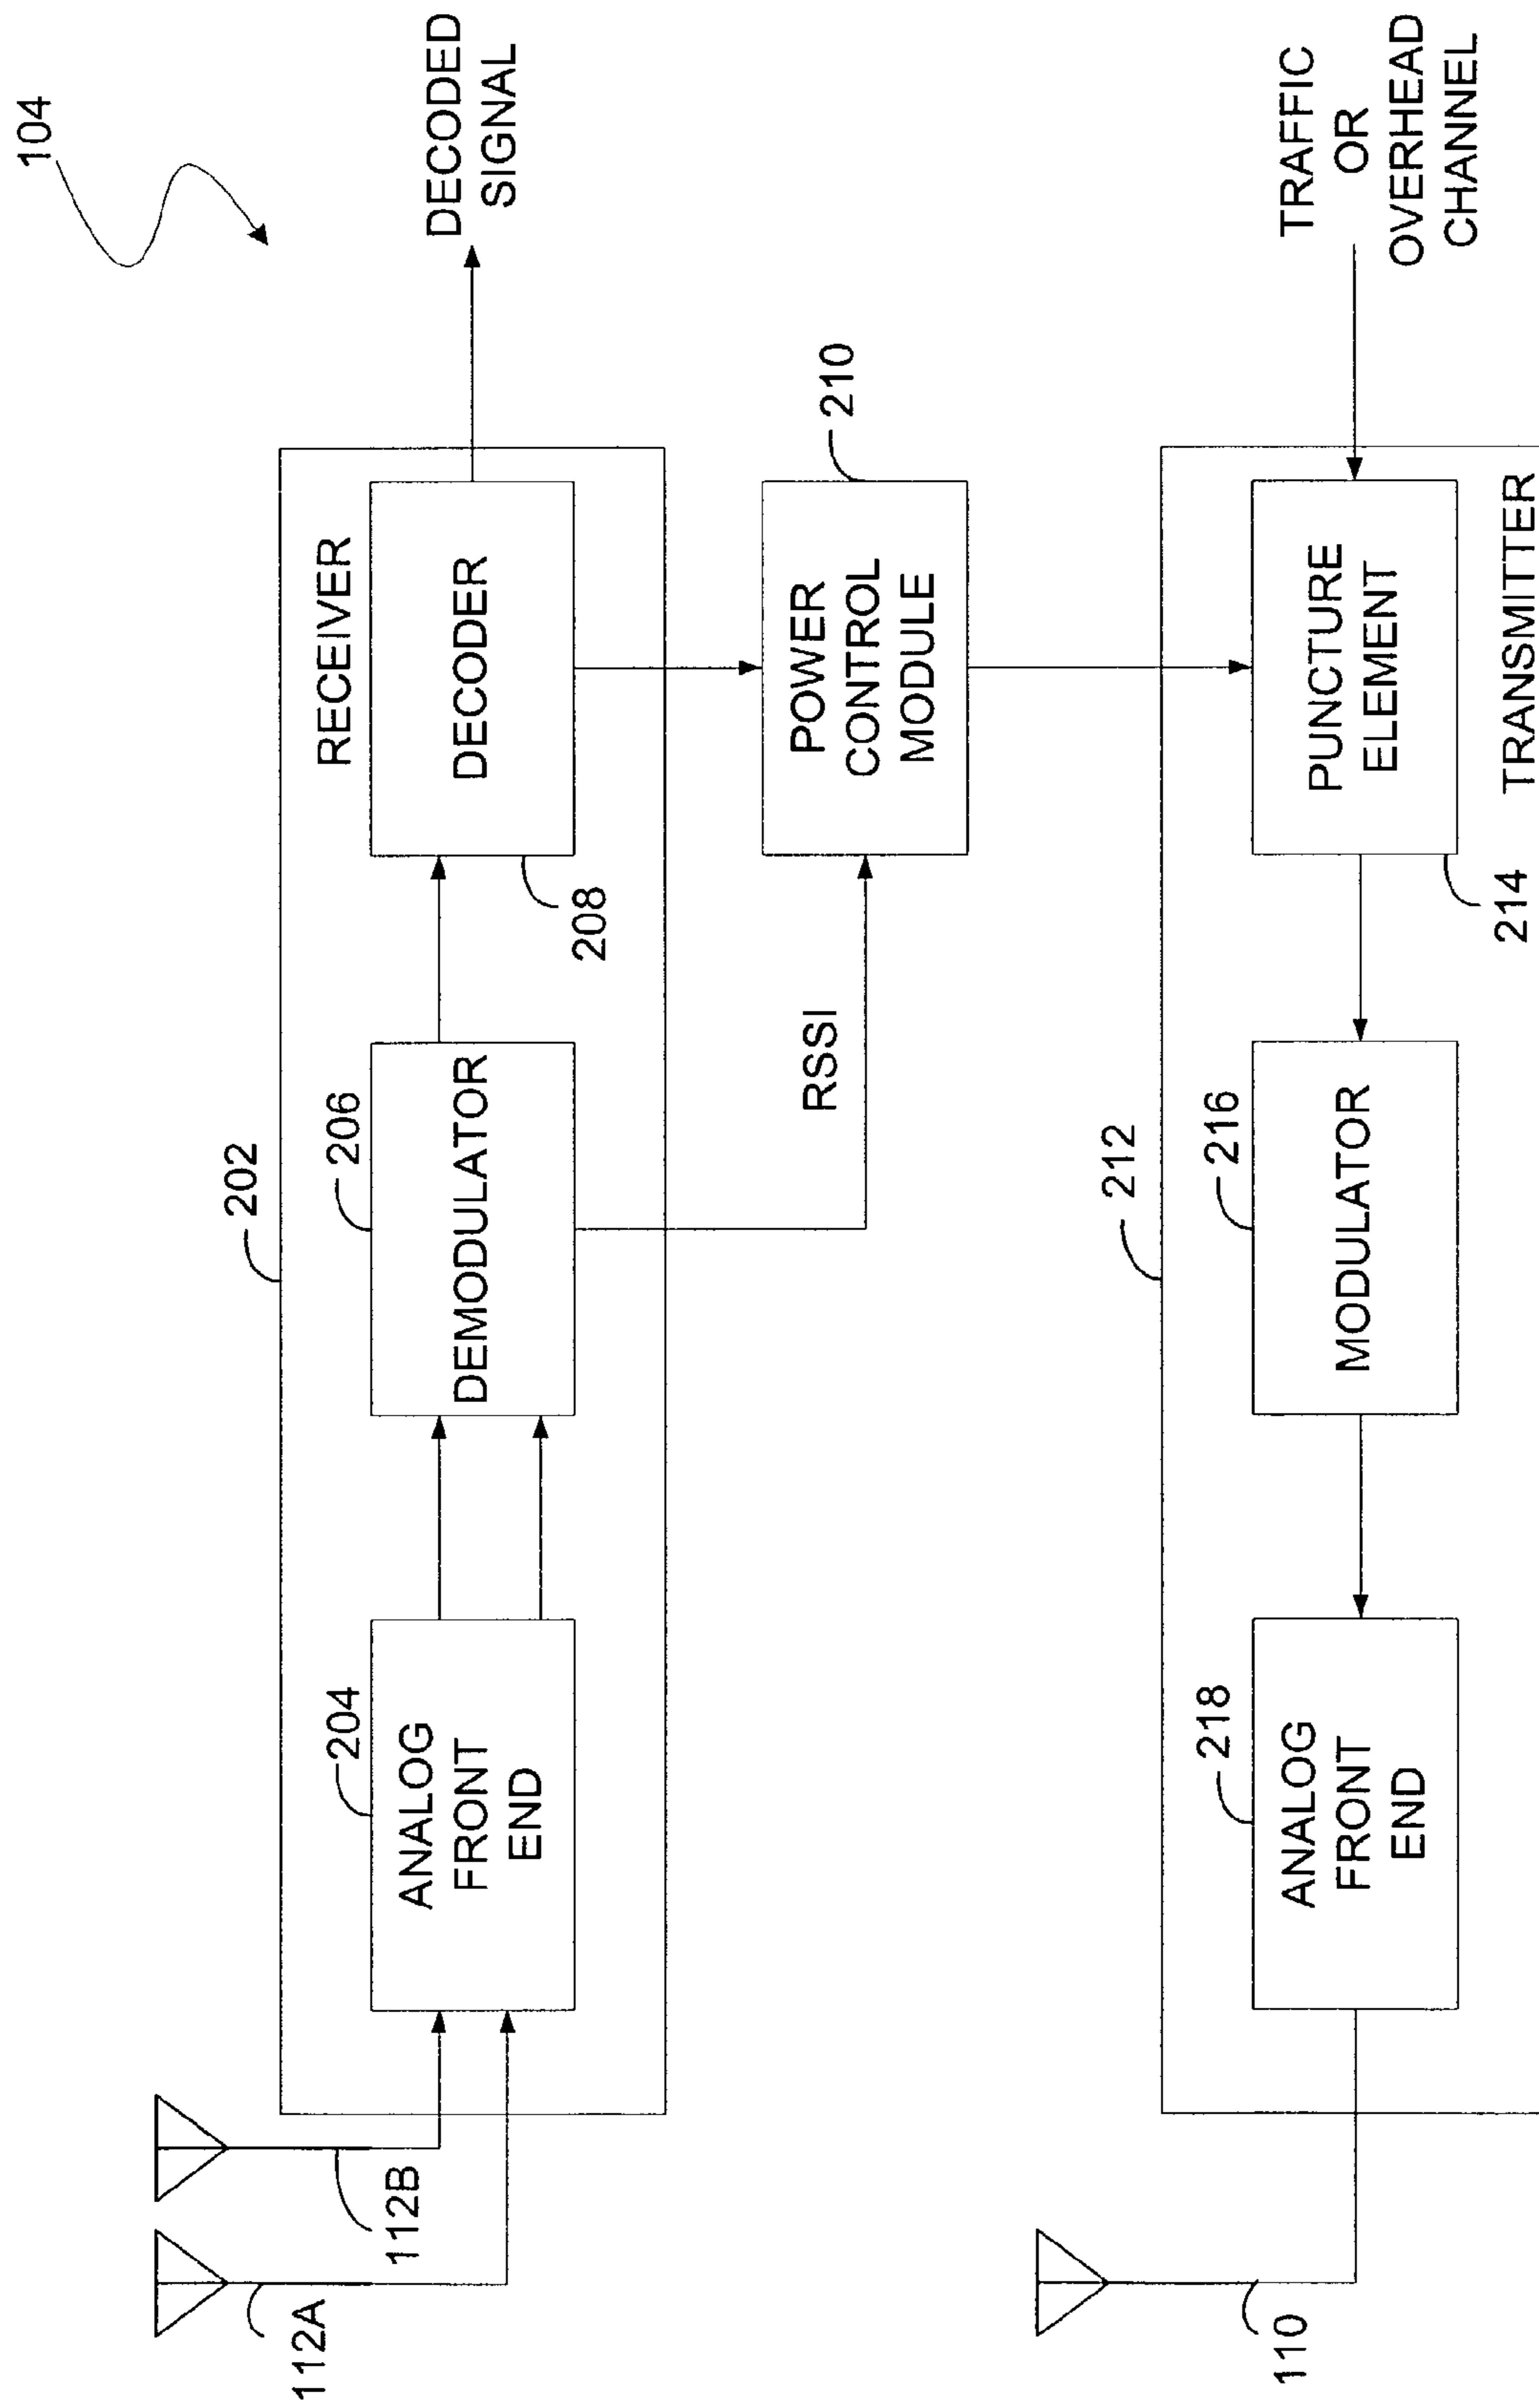 104
DECODED
SIGNAL
202
RECEIVER
112A
112B
204
ANALOG
FRONT
END
206
DEMODULATOR
208
DECODER
RSSI
210
POWER
CONTROL
MODULE
212
110
218
ANALOG
FRONT
END
216
MODULATOR
214
PUNCTURE
ELEMENT
TRANSMITTER
TRAFFIC
OR
OVERHEAD
CHANNEL